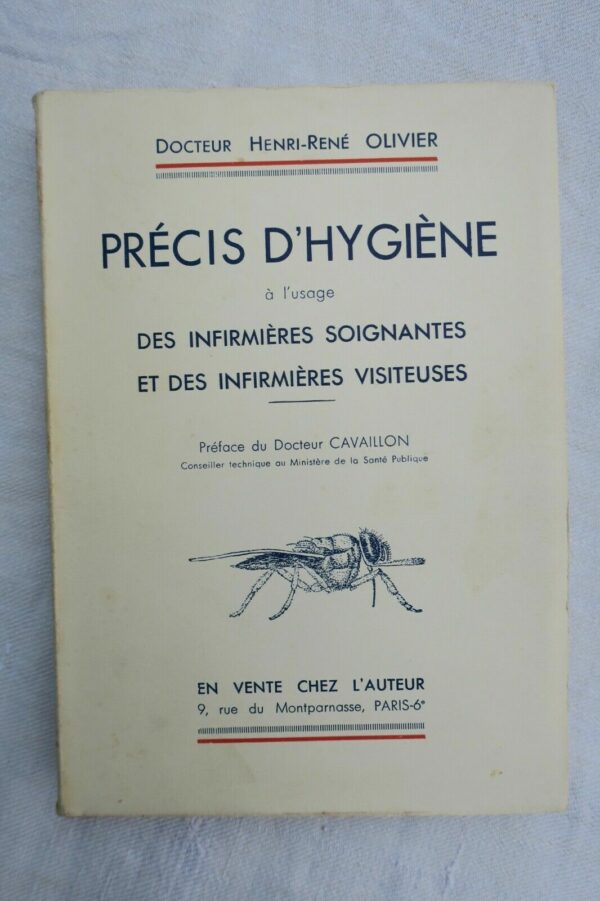 DOCTEUR HENRI-RENÉ OLIVIER
PRÉCIS D'HYGIÈNE
à l'usage
DES INFIRMIÈRES SOIGNANTES
ET DES INFIRMIÈRES VISITEUSES
Préface du Docteur CAVAILLON
Conseiller technique au Ministère de la Santé Publique
EN VENTE CHEZ L'AUTEUR
9, rue du Montparnasse, PARIS-6e